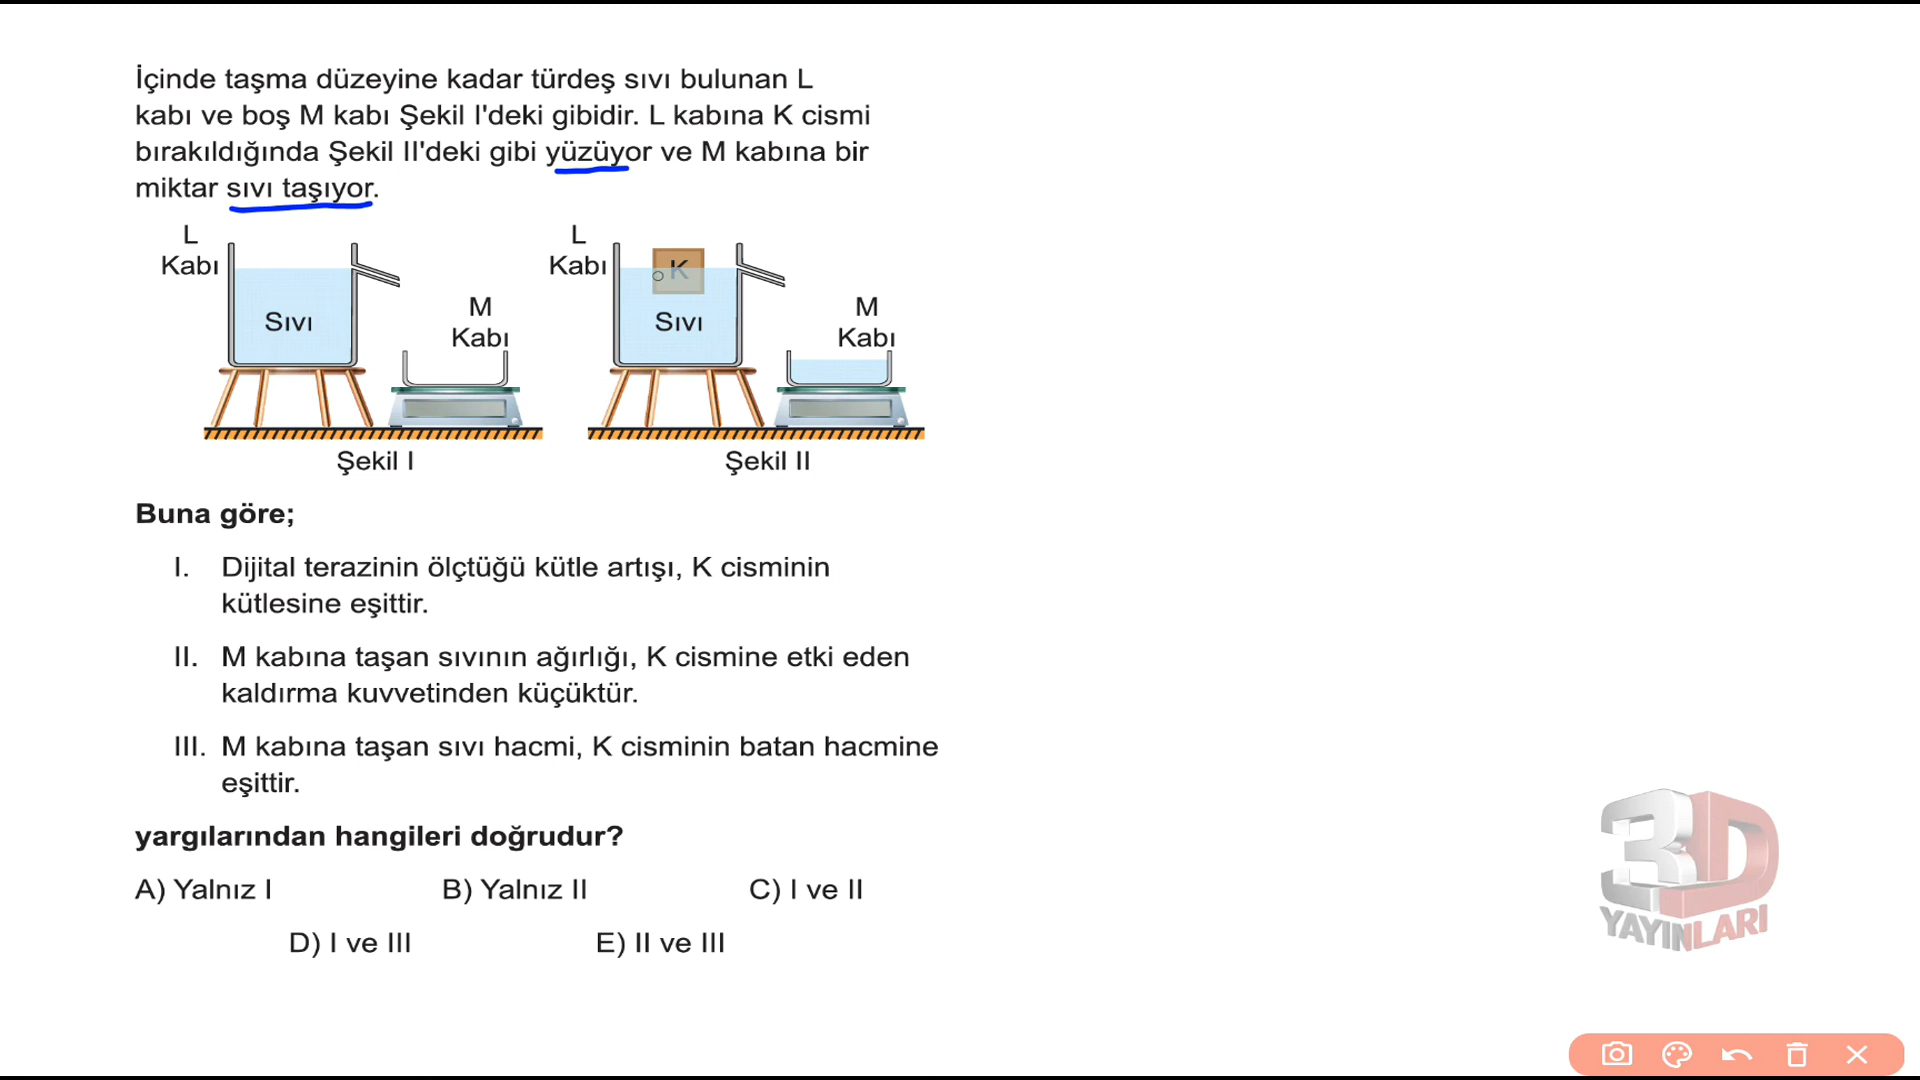 İçinde taşma düzeyine kadar türdeş sıvı bulunan L
kabı ve boş M kabı Şekil I'deki gibidir. L kabına K cismi
bırakıldığında Şekil II'deki gibi yüzüyor ve M kabına bir
miktar sıvı taşıyor.
L
Kabı
Sıvı
M
Kabı
Şekil I
L
Kabı
K
Sıvı
M
Kabı
Şekil II
Buna göre;
I. Dijital terazinin ölçtüğü kütle artışı, K cisminin
kütlesine eşittir.
II. M kabına taşan sıvının ağırlığı, K cismine etki eden
kaldırma kuvvetinden küçüktür.
III. M kabına taşan sıvı hacmi, K cisminin batan hacmine
eşittir.
yargılarından hangileri doğrudur?
A) Yalnız I B) Yalnız II C) I ve II
D) I ve III E) II ve III
3D
YAYINLARI